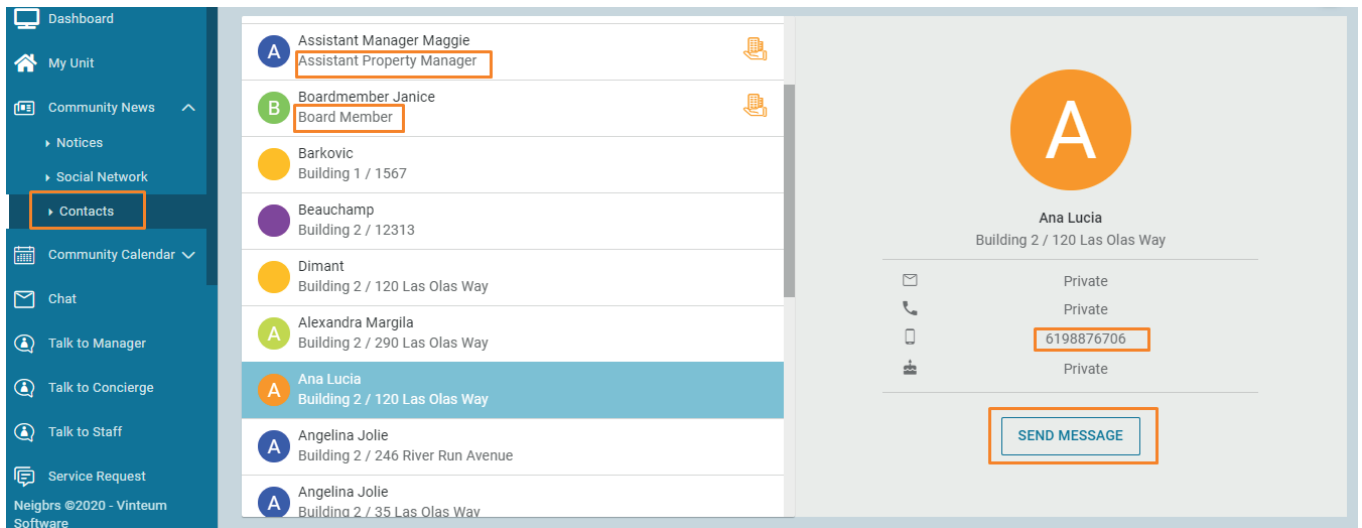 Dashboard
My Unit
Community News
Notices
Social Network
Contacts
Community Calendar
Chat
Talk to Manager
Talk to Concierge
Talk to Staff
Service Request
Neigbrs ©2020 - Vinteum
Software
A
Assistant Manager Maggie
Assistant Property Manager
B
Boardmember Janice
Board Member
Barkovic
Building 1 / 1567
Beauchamp
Building 2 / 12313
Dimant
Building 2 / 120 Las Olas Way
A
Alexandra Margila
Building 2 / 290 Las Olas Way
A
Ana Lucia
Building 2 / 120 Las Olas Way
A
Angelina Jolie
Building 2 / 246 River Run Avenue
A
Angelina Jolie
Building 2 / 35 Las Olas Way
A
Ana Lucia
Building 2 / 120 Las Olas Way
Private
Private
6198876706
Private
SEND MESSAGE